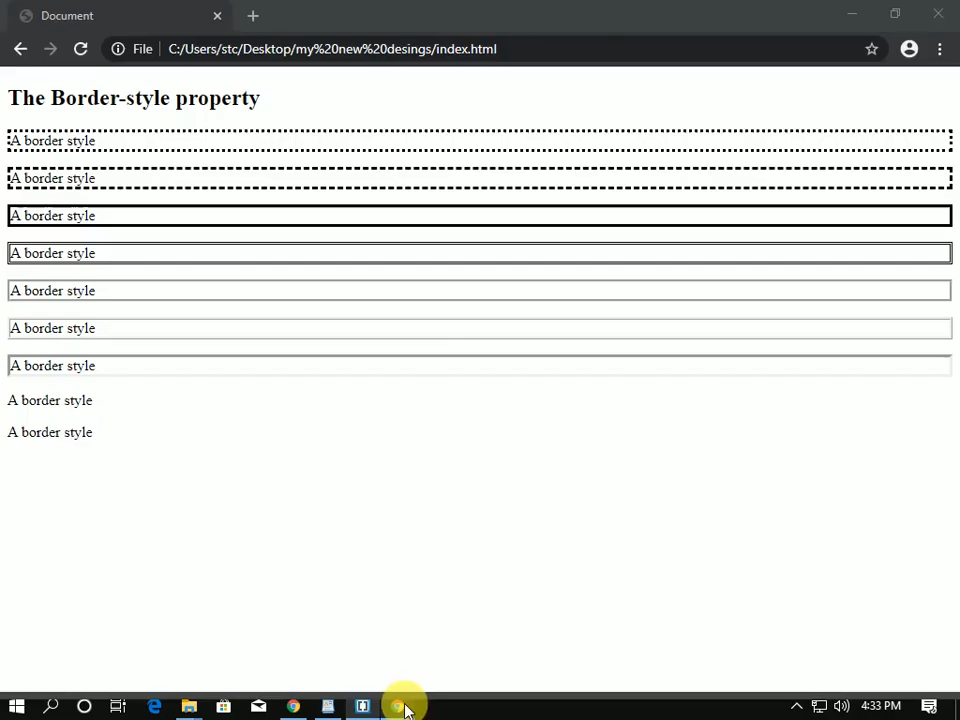 Document
File
C:/Users/stc/Desktop/my%20new%20desings/index.html
The Border-style property
A border style
A border style
A border style
A border style
A border style
A border style
A border style
A border style
A border style
4:33 PM